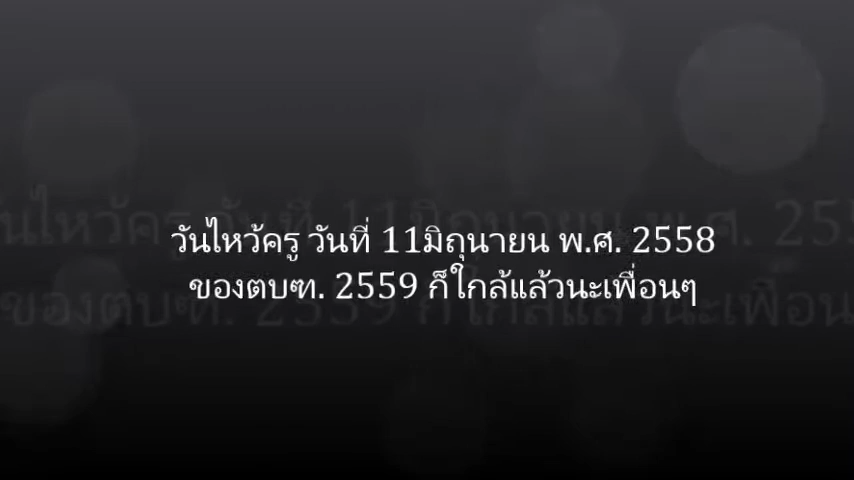 วันไหว้ครู วันที่ 11มิถุนายน พ.ศ. 2558
ของตบฑ. 2559 ก็ใกล้แล้วนะเพื่อนๆ